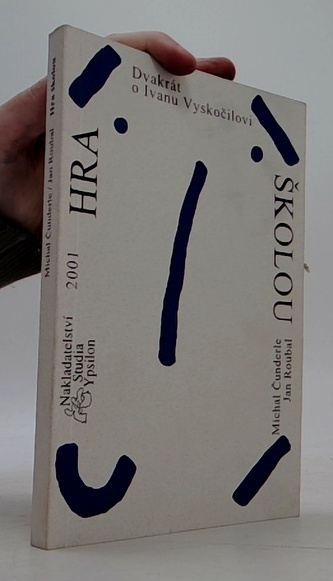 Dvakrát
o Ivanu Vyskočilovi
HRA
ŠKOLOU
Michal Čunderle
Jan Roubal
Nakladatelství
Studia
Ypsilon
2001
Michal Čunderle / Jan Roubal Hra školou